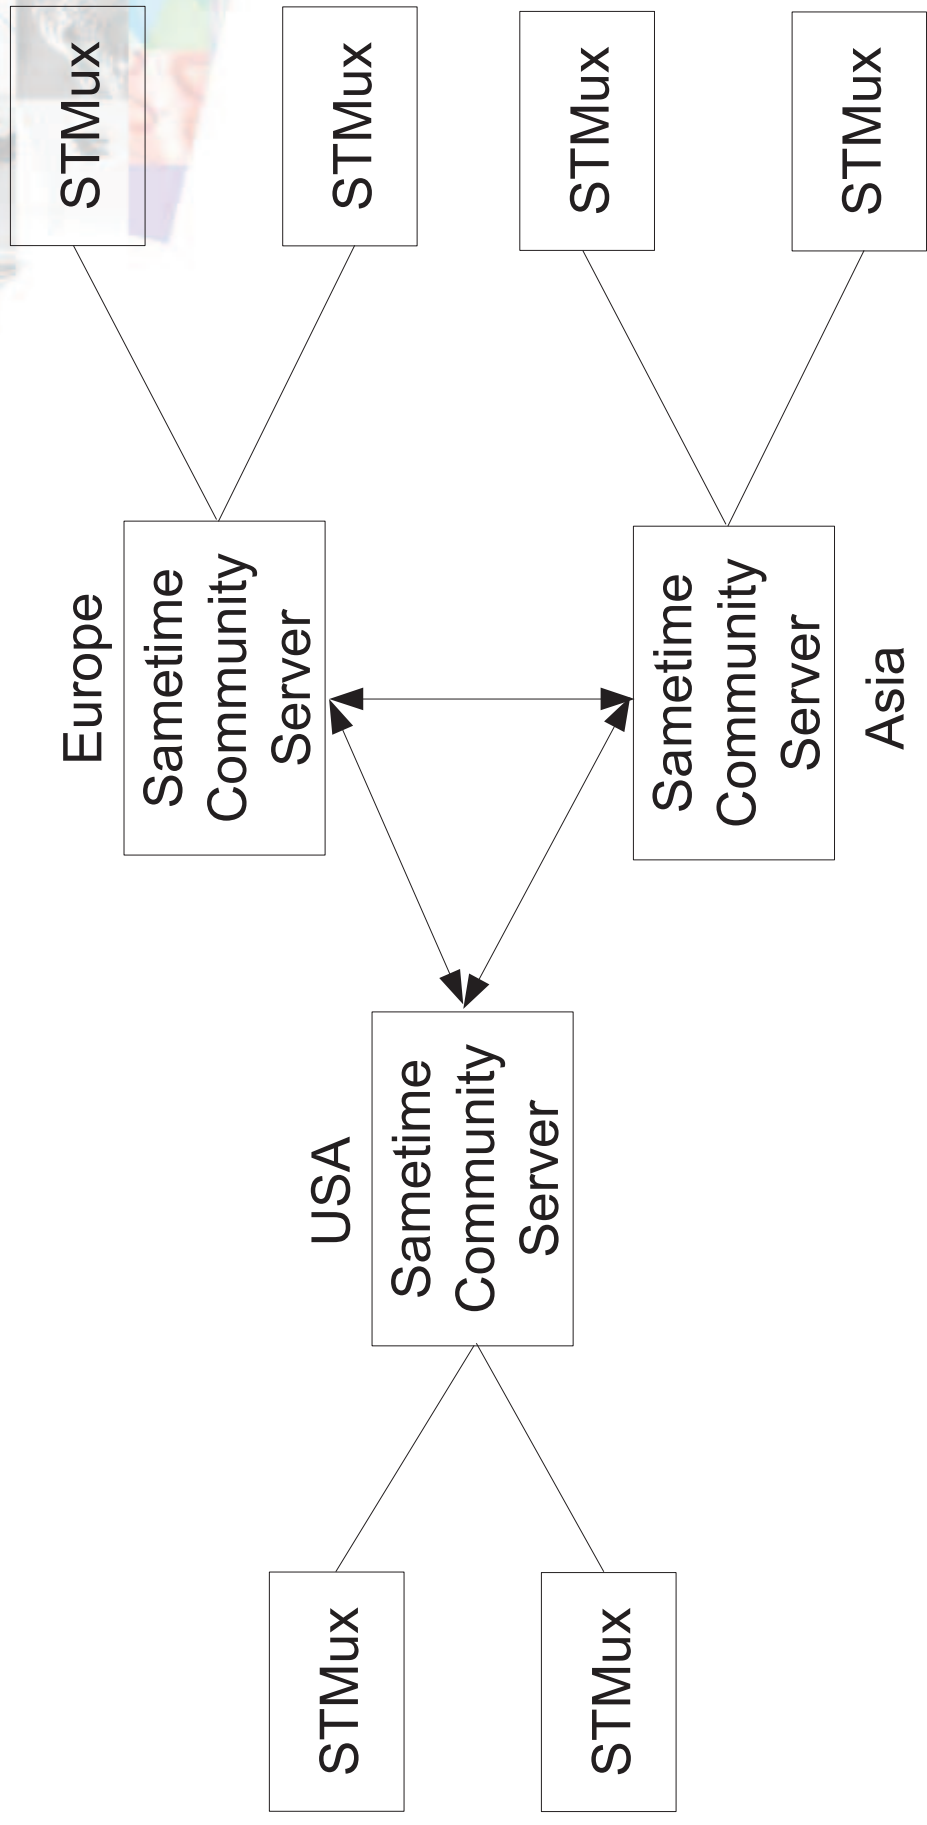 STMux
STMux
USA
Sametime
Community
Server
Europe
Sametime
Community
Server
Sametime
Community
Server
Asia
STMux
STMux
STMux
STMux